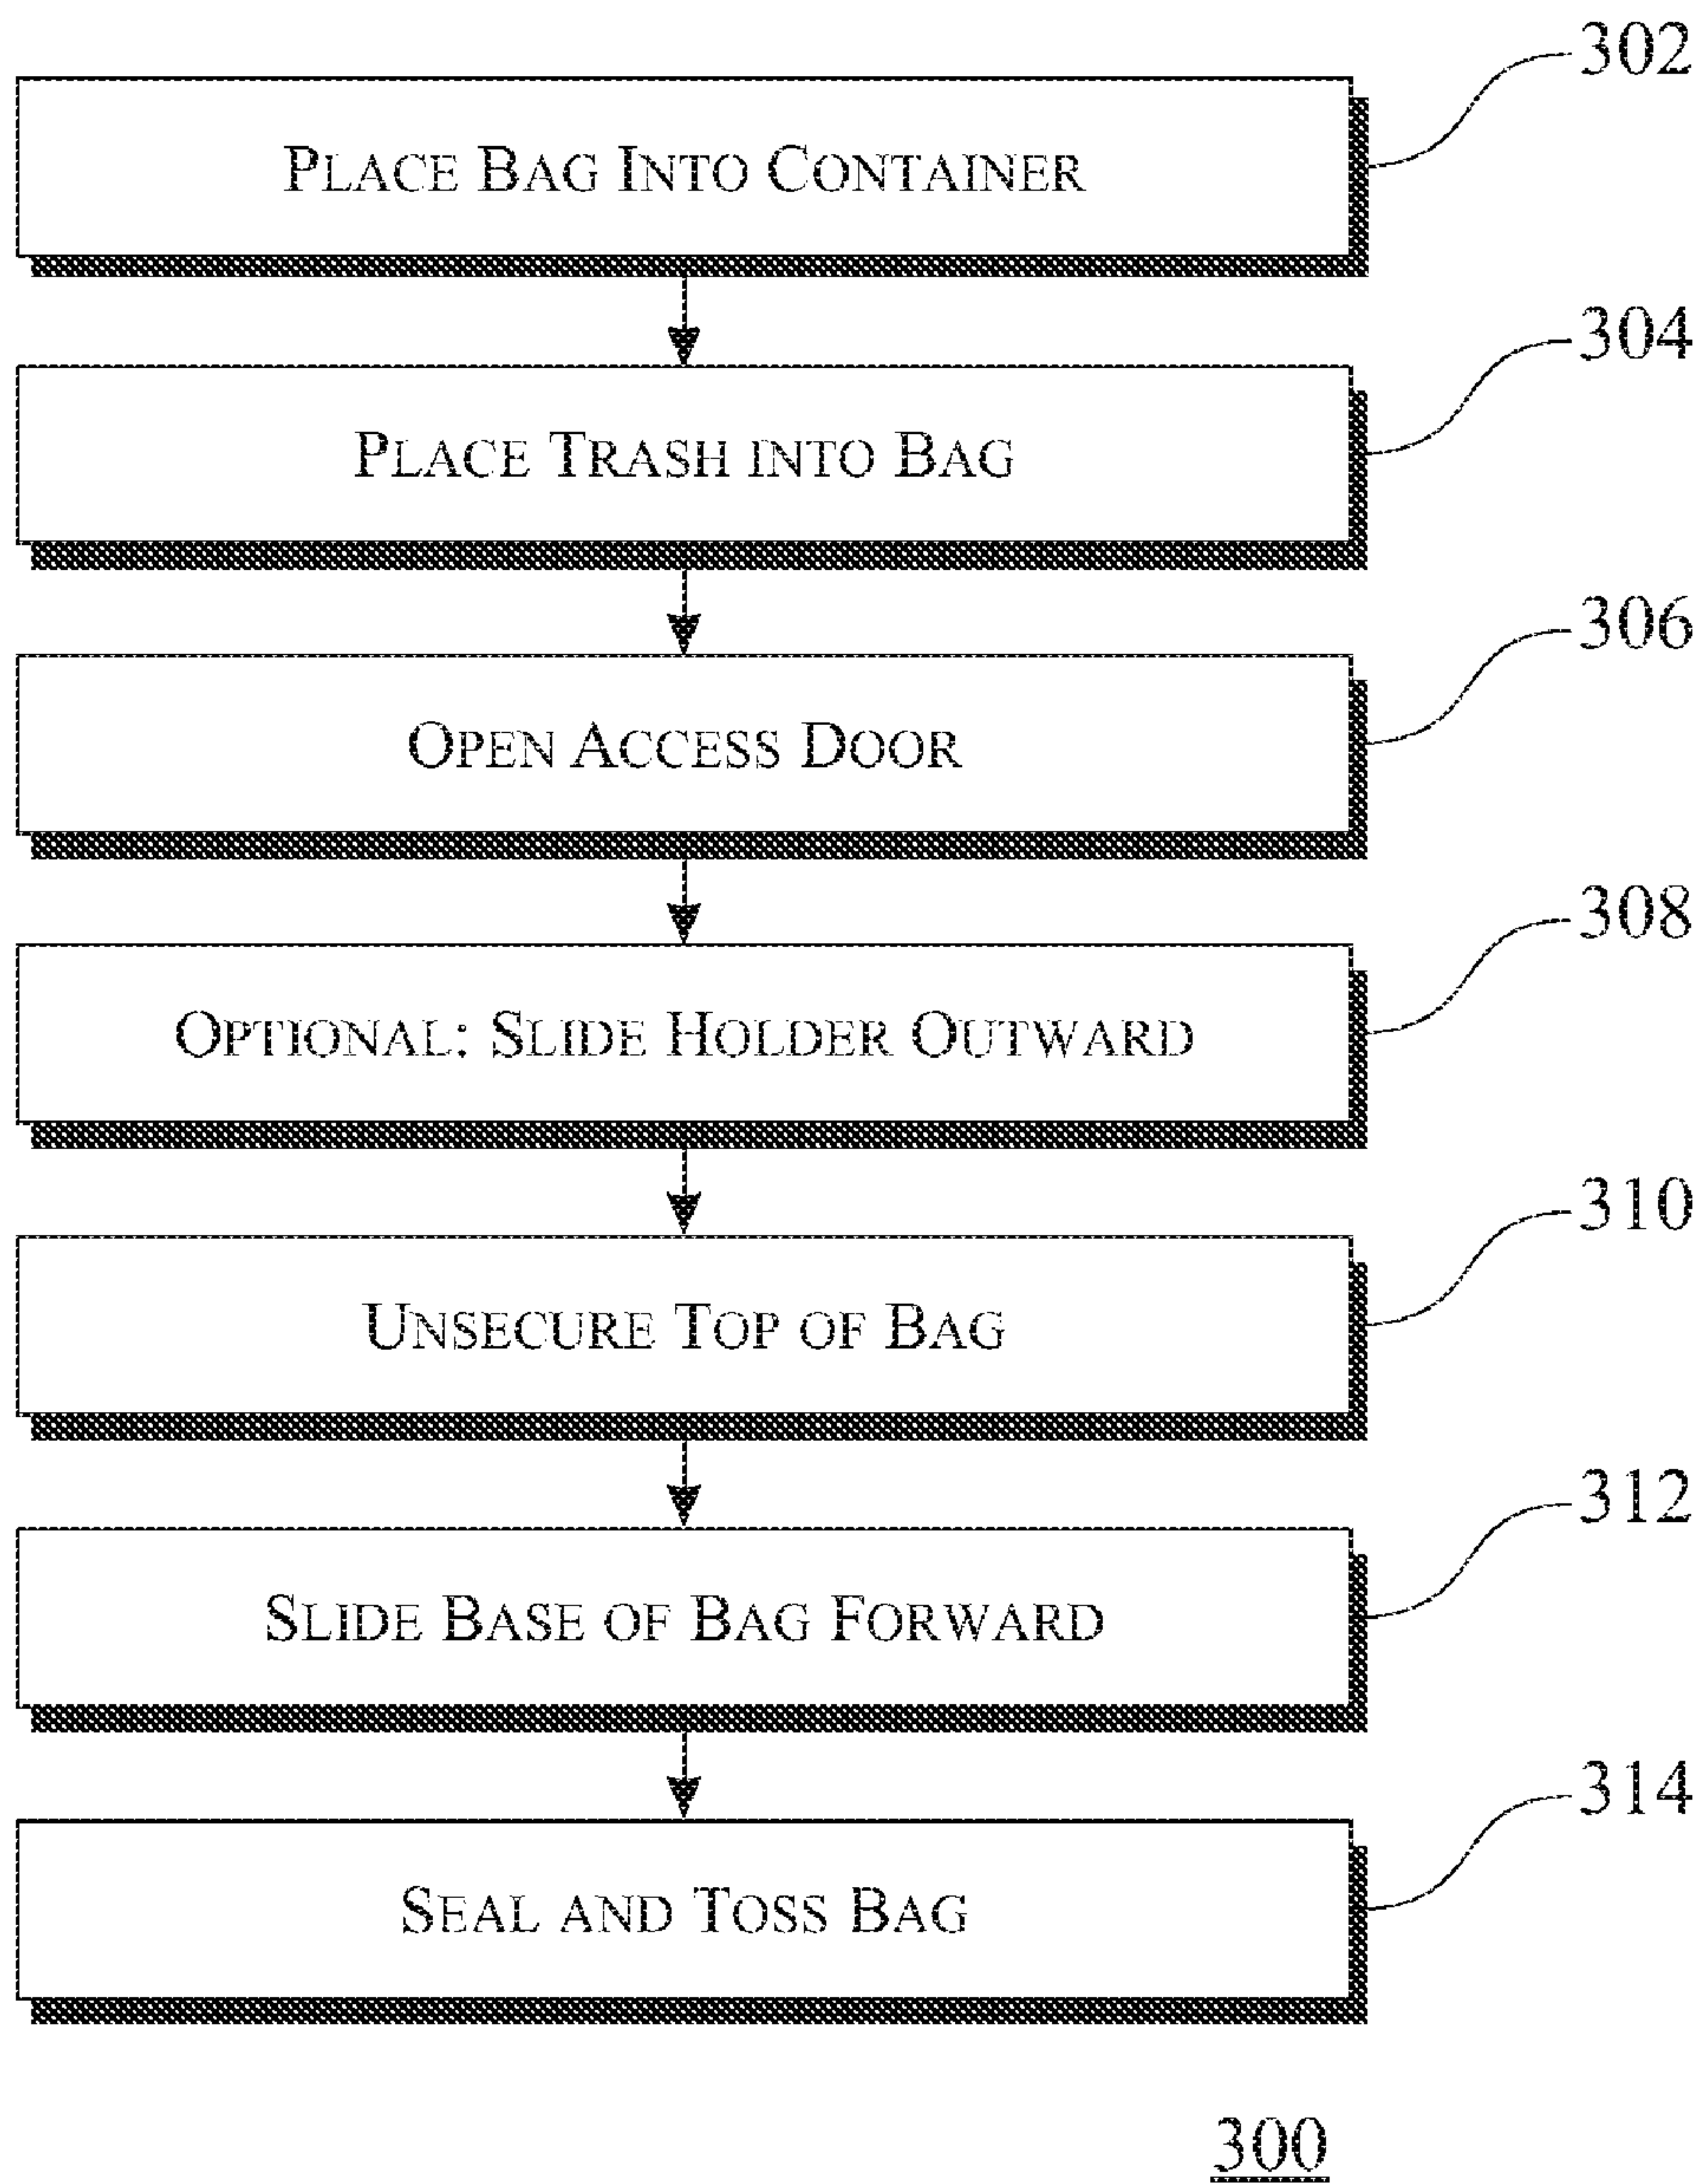 302
PLACE BAG INTO CONTAINER
304
PLACE TRASH INTO BAG
306
OPEN ACCESS DOOR
308
OPTIONAL: SLIDE HOLDER OUTWARD
310
UNSECURE TOP OF BAG
312
SLIDE BASE OF BAG FORWARD
314
SEAL AND TOSS BAG
300